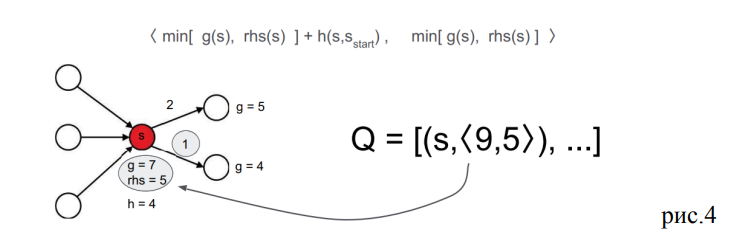 ⟨ min[ g(s), rhs(s) ] + h(s,s_start) , min[ g(s), rhs(s) ] ⟩
2
g = 5
s
1
Q = [(s,⟨9,5⟩), ...]
g = 7
g = 4
rhs = 5
h = 4
рис.4